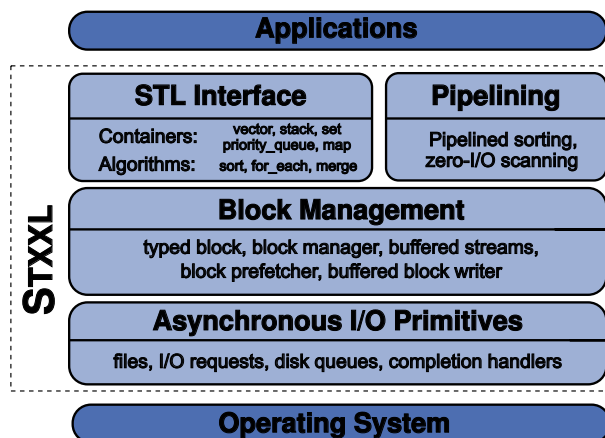 Applications
STXXL
STL Interface
Containers: vector, stack, set
priority_queue, map
Algorithms: sort, for_each, merge
Pipelining
Pipelined sorting,
zero-I/O scanning
Block Management
typed block, block manager, buffered streams,
block prefetcher, buffered block writer
Asynchronous I/O Primitives
files, I/O requests, disk queues, completion handlers
Operating System